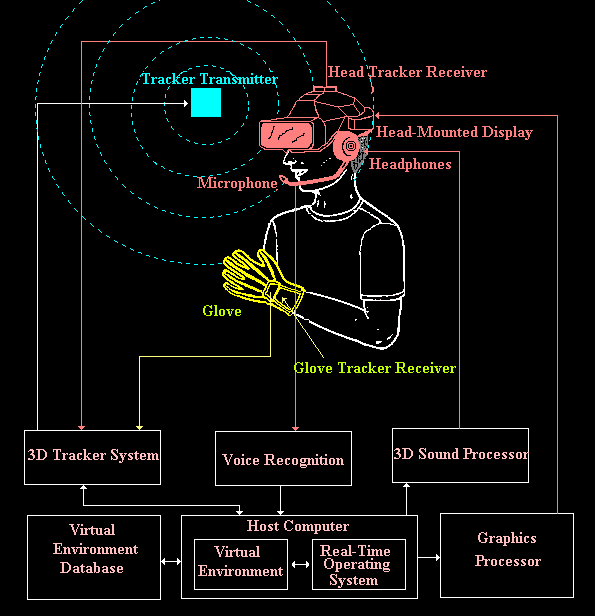 Tracker Transmitter
Head Tracker Receiver
Head-Mounted Display
Headphones
Microphone
Glove
Glove Tracker Receiver
3D Tracker System
Voice Recognition
3D Sound Processor
Virtual
Environment
Database
Host Computer
Virtual
Environment
Real-Time
Operating
System
Graphics
Processor